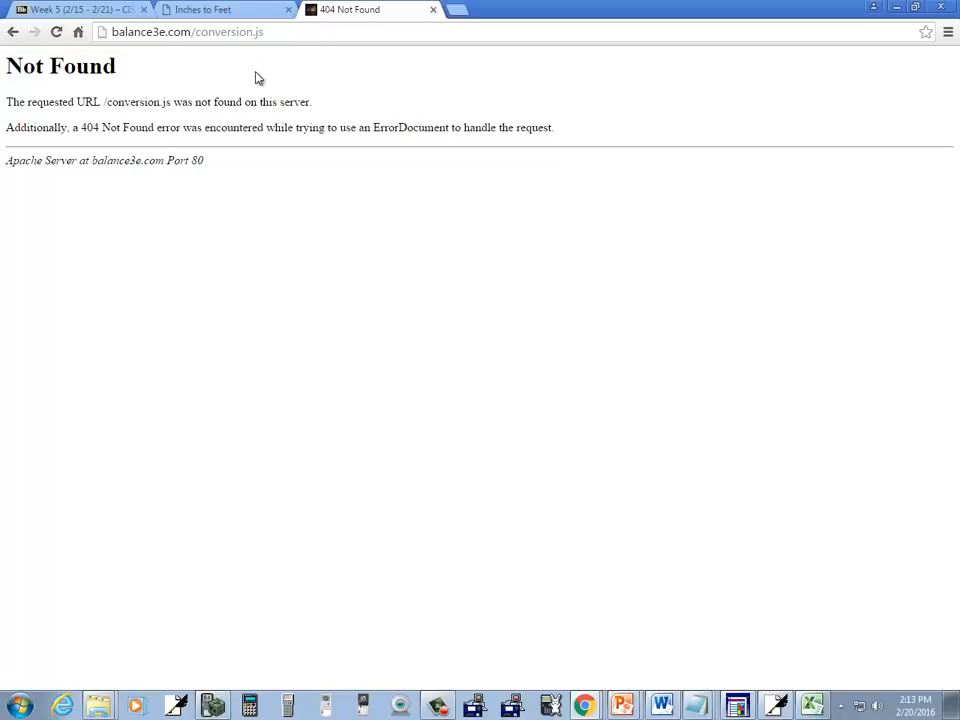 Week 5 (2/15 - 2/21) – CIS
Inches to Feet
404 Not Found
balance3e.com/conversion.js
Not Found
The requested URL /conversion.js was not found on this server.
Additionally, a 404 Not Found error was encountered while trying to use an ErrorDocument to handle the request.
Apache Server at balance3e.com Port 80
2:13 PM
2/20/2016